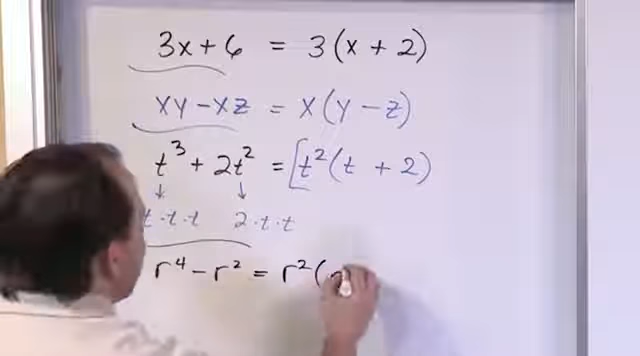 3x + 6 = 3(x + 2)
xy - xz = x(y - z)
t³ + 2t² = [t²(t + 2)
↓ ↓
t · t · t 2 · t · t
r⁴ - r² = r²(